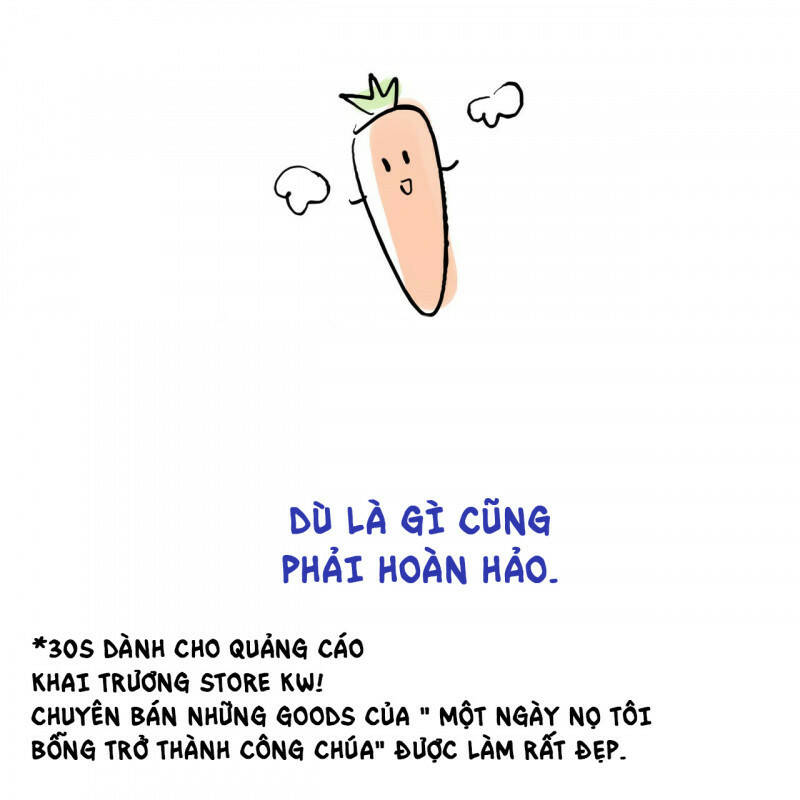 DÙ LÀ GÌ CŨNG
PHẢI HOÀN HẢO.
*30S DÀNH CHO QUẢNG CÁO
KHAI TRƯƠNG STORE KW!
CHUYÊN BÁN NHỮNG GOODS CỦA " MỘT NGÀY NỌ TÔI
BỖNG TRỞ THÀNH CÔNG CHÚA" ĐƯỢC LÀM RẤT ĐẸP.